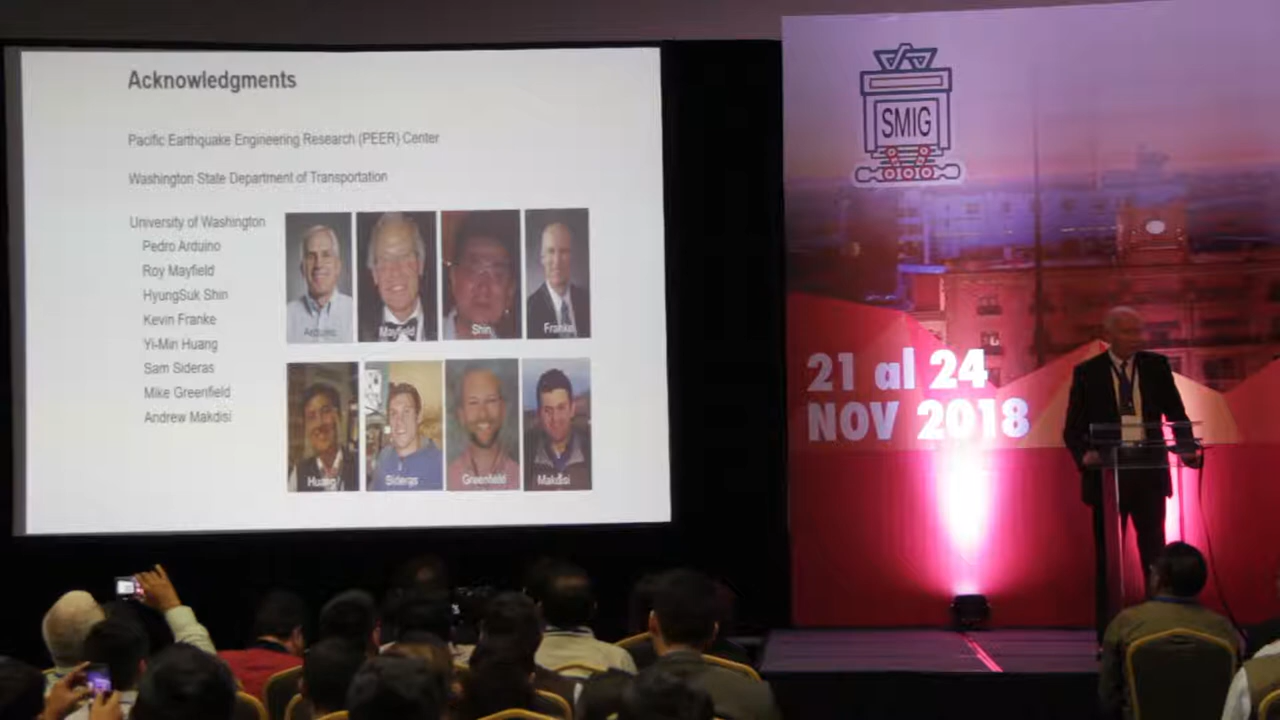 Acknowledgments
Pacific Earthquake Engineering Research (PEER) Center
Washington State Department of Transportation
University of Washington
Pedro Arduino
Roy Mayfield
HyungSuk Shin
Kevin Franke
Yi-Min Huang
Sam Sideras
Mike Greenfield
Andrew Makdisi
Arduino
Mayfield
Shin
Franke
Huang
Sideras
Greenfield
Makdisi
SMIG
21 al 24
NOV 2018